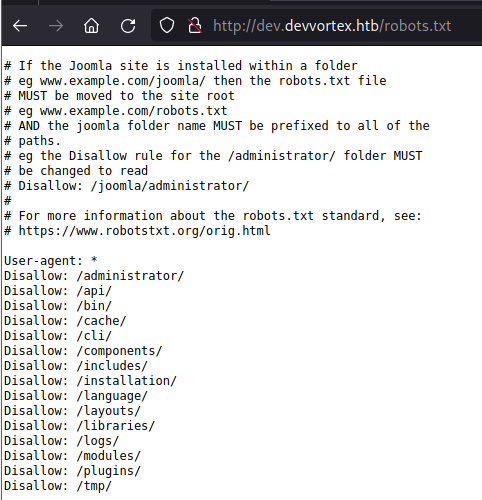 http://dev.devvortex.htb/robots.txt
# If the Joomla site is installed within a folder
# eg www.example.com/joomla/ then the robots.txt file
# MUST be moved to the site root
# eg www.example.com/robots.txt
# AND the joomla folder name MUST be prefixed to all of the
# paths.
# eg the Disallow rule for the /administrator/ folder MUST
# be changed to read
# Disallow: /joomla/administrator/
#
# For more information about the robots.txt standard, see:
# https://www.robotstxt.org/orig.html
User-agent: *
Disallow: /administrator/
Disallow: /api/
Disallow: /bin/
Disallow: /cache/
Disallow: /cli/
Disallow: /components/
Disallow: /includes/
Disallow: /installation/
Disallow: /language/
Disallow: /layouts/
Disallow: /libraries/
Disallow: /logs/
Disallow: /modules/
Disallow: /plugins/
Disallow: /tmp/